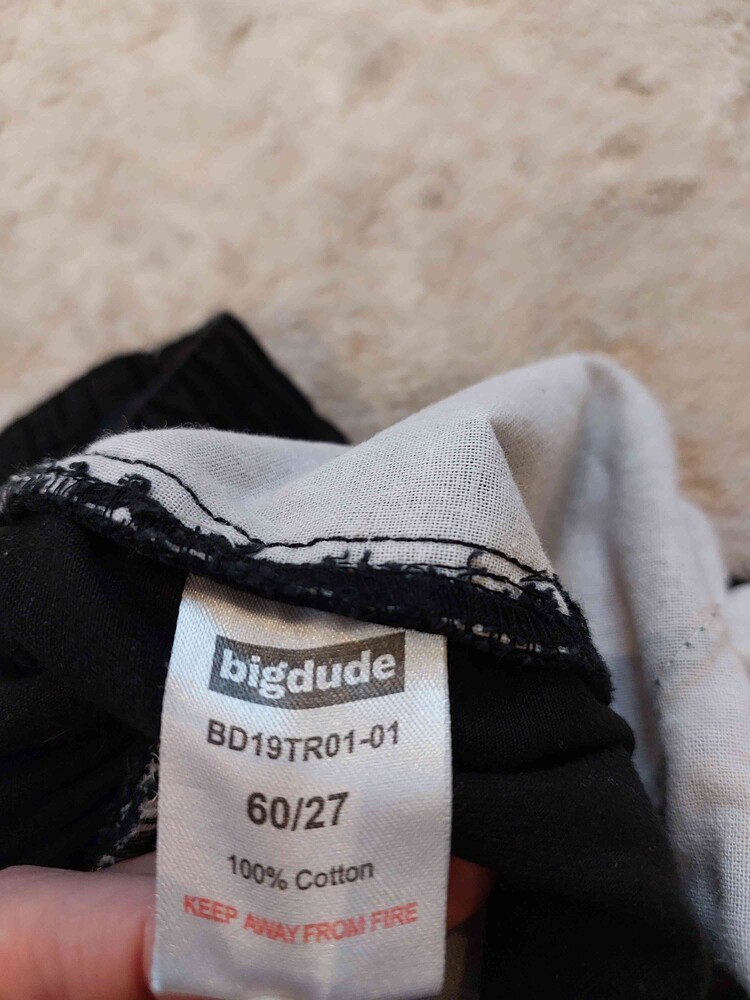 bigdude
BD19TR01-01
60/27
100% Cotton
KEEP AWAY FROM FIRE